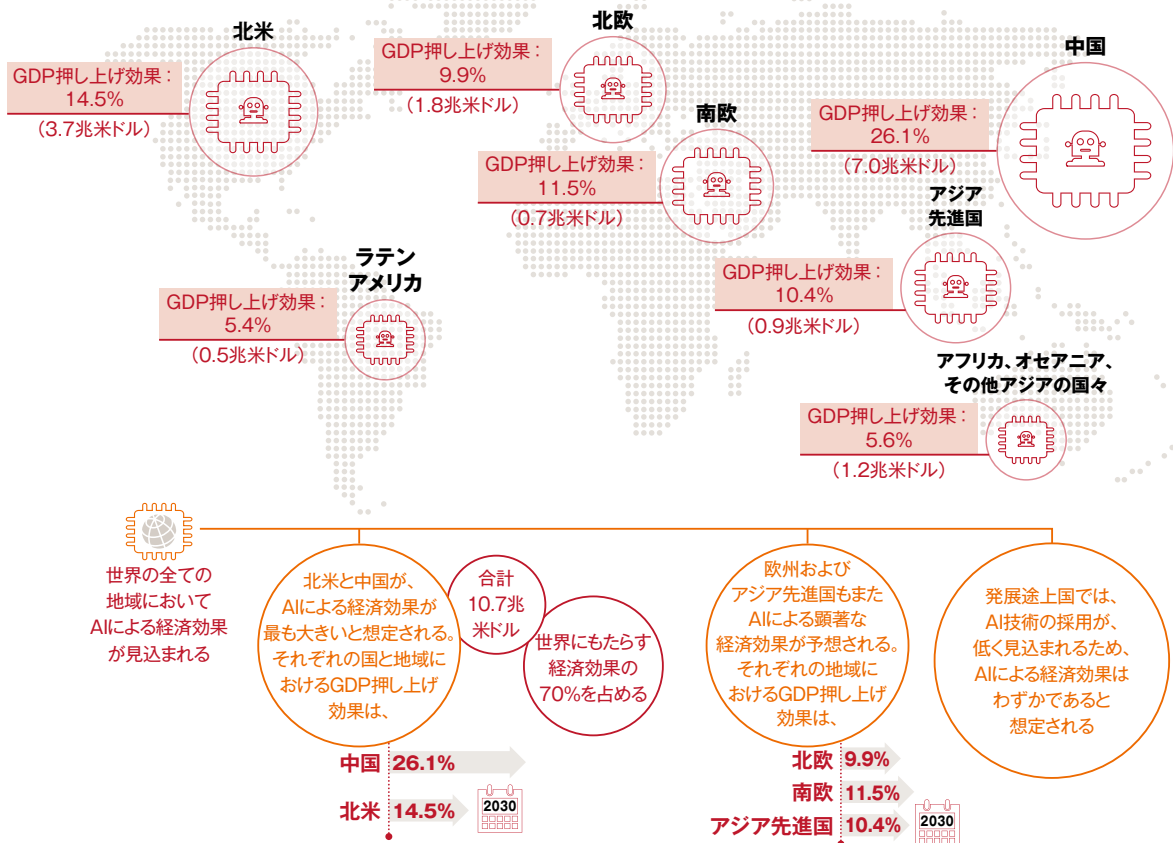 北米
GDP押し上げ効果：
14.5%
（3.7兆米ドル）
北欧
GDP押し上げ効果：
9.9%
（1.8兆米ドル）
南欧
GDP押し上げ効果：
11.5%
（0.7兆米ドル）
中国
GDP押し上げ効果：
26.1%
（7.0兆米ドル）
アジア
先進国
GDP押し上げ効果：
10.4%
（0.9兆米ドル）
ラテン
アメリカ
GDP押し上げ効果：
5.4%
（0.5兆米ドル）
アフリカ、オセアニア、
その他アジアの国々
GDP押し上げ効果：
5.6%
（1.2兆米ドル）
世界の全ての
地域において
AIによる経済効果
が見込まれる
北米と中国が、
AIによる経済効果が
最も大きいと想定される。
それぞれの国と地域に
おけるGDP押し上げ
効果は、
合計
10.7兆
米ドル
世界にもたらす
経済効果の
70%を占める
中国 26.1%
北米 14.5%
2030
欧州および
アジア先進国もまた
AIによる顕著な
経済効果が予想される。
それぞれの地域に
おけるGDP押し上げ
効果は、
北欧 9.9%
南欧 11.5%
アジア先進国 10.4%
2030
発展途上国では、
AI技術の採用が、
低く見込まれるため、
AIによる経済効果は
わずかであると
想定される